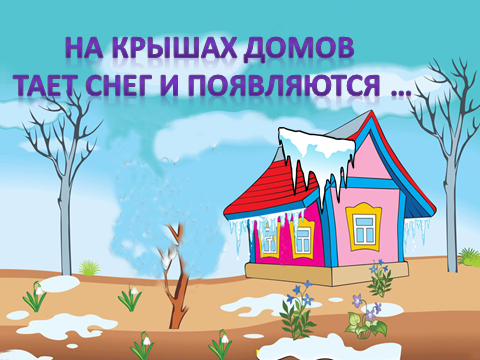 НА КРЫШАХ ДОМОВ
ТАЕТ СНЕГ И ПОЯВЛЯЮТСЯ ...